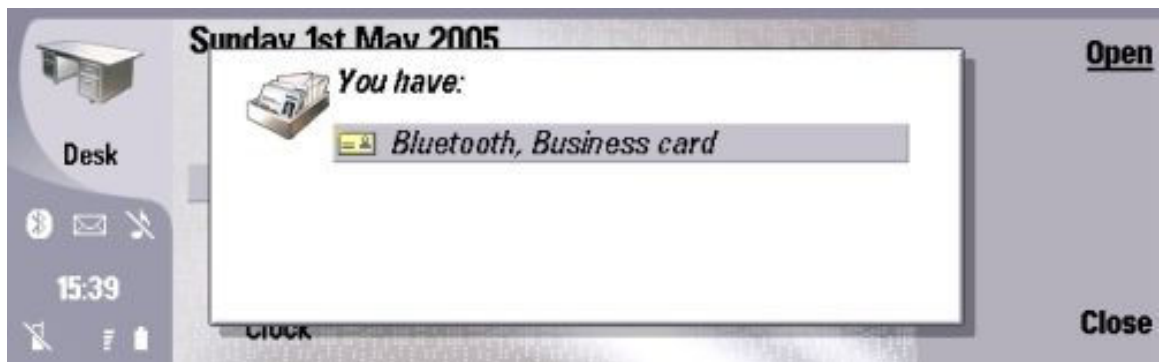 Sunday 1st May 2005
Open
You have:
Bluetooth, Business card
Desk
15:39
Clock
Close